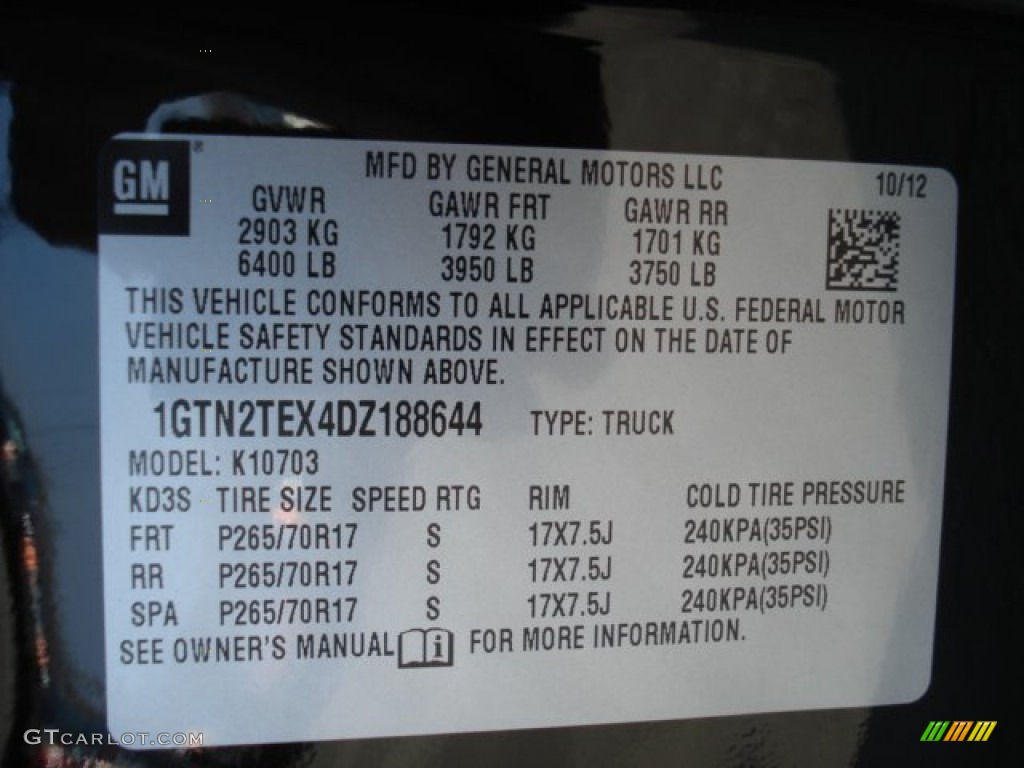 GM®
MFD BY GENERAL MOTORS LLC 10/12
GVWR GAWR FRT GAWR RR
2903 KG 1792 KG 1701 KG
6400 LB 3950 LB 3750 LB
THIS VEHICLE CONFORMS TO ALL APPLICABLE U.S. FEDERAL MOTOR
VEHICLE SAFETY STANDARDS IN EFFECT ON THE DATE OF
MANUFACTURE SHOWN ABOVE.
1GTN2TEX4DZ188644 TYPE: TRUCK
MODEL: K10703
KD3S TIRE SIZE SPEED RTG RIM COLD TIRE PRESSURE
FRT P265/70R17 S 17X7.5J 240KPA(35PSI)
RR P265/70R17 S 17X7.5J 240KPA(35PSI)
SPA P265/70R17 S 17X7.5J 240KPA(35PSI)
SEE OWNER'S MANUAL i FOR MORE INFORMATION.
GTCARLOT.COM